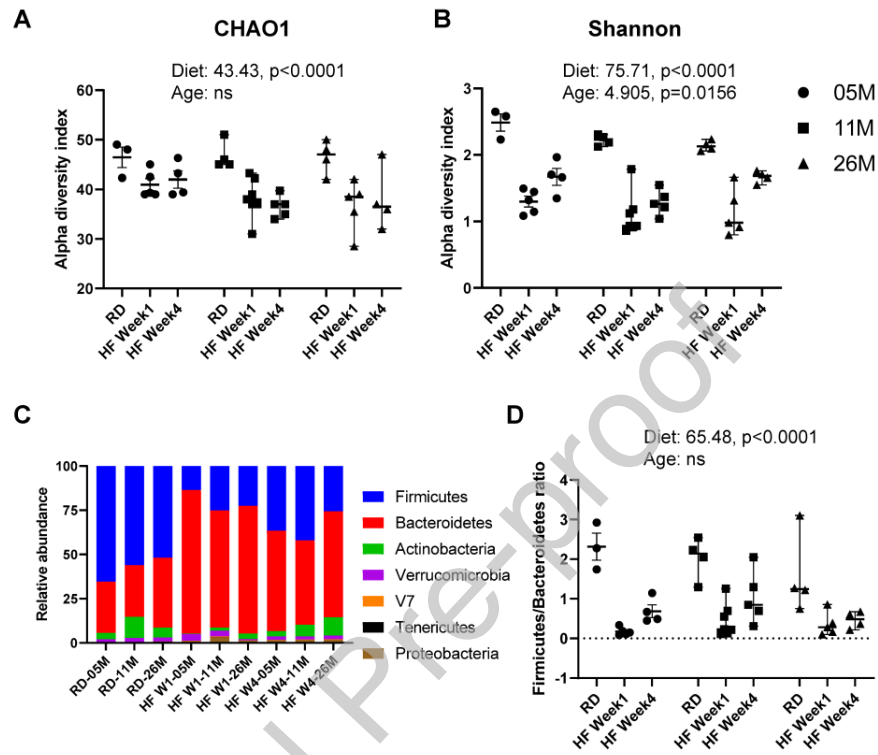 A
CHAO1
Diet: 43.43, p<0.0001
Age: ns
Alpha diversity index
60
50
40
30
20
RD
HF Week1
HF Week4
RD
HF Week1
HF Week4
RD
HF Week1
HF Week4
B
Shannon
Diet: 75.71, p<0.0001
Age: 4.905, p=0.0156
Alpha diversity index
3
2
1
0
RD
HF Week1
HF Week4
RD
HF Week1
HF Week4
RD
HF Week1
HF Week4
05M
11M
26M
C
Relative abundance
100
75
50
25
0
RD-05M
RD-11M
RD-26M
HF W1-05M
HF W1-11M
HF W1-26M
HF W4-05M
HF W4-11M
HF W4-26M
Firmicutes
Bacteroidetes
Actinobacteria
Verrucomicrobia
V7
Tenericutes
Proteobacteria
D
Diet: 65.48, p<0.0001
Age: ns
Firmicutes/Bacteroidetes ratio
4
3
2
1
0
-1
RD
HF Week1
HF Week4
RD
HF Week1
HF Week4
RD
HF Week1
HF Week4
Pre-proof